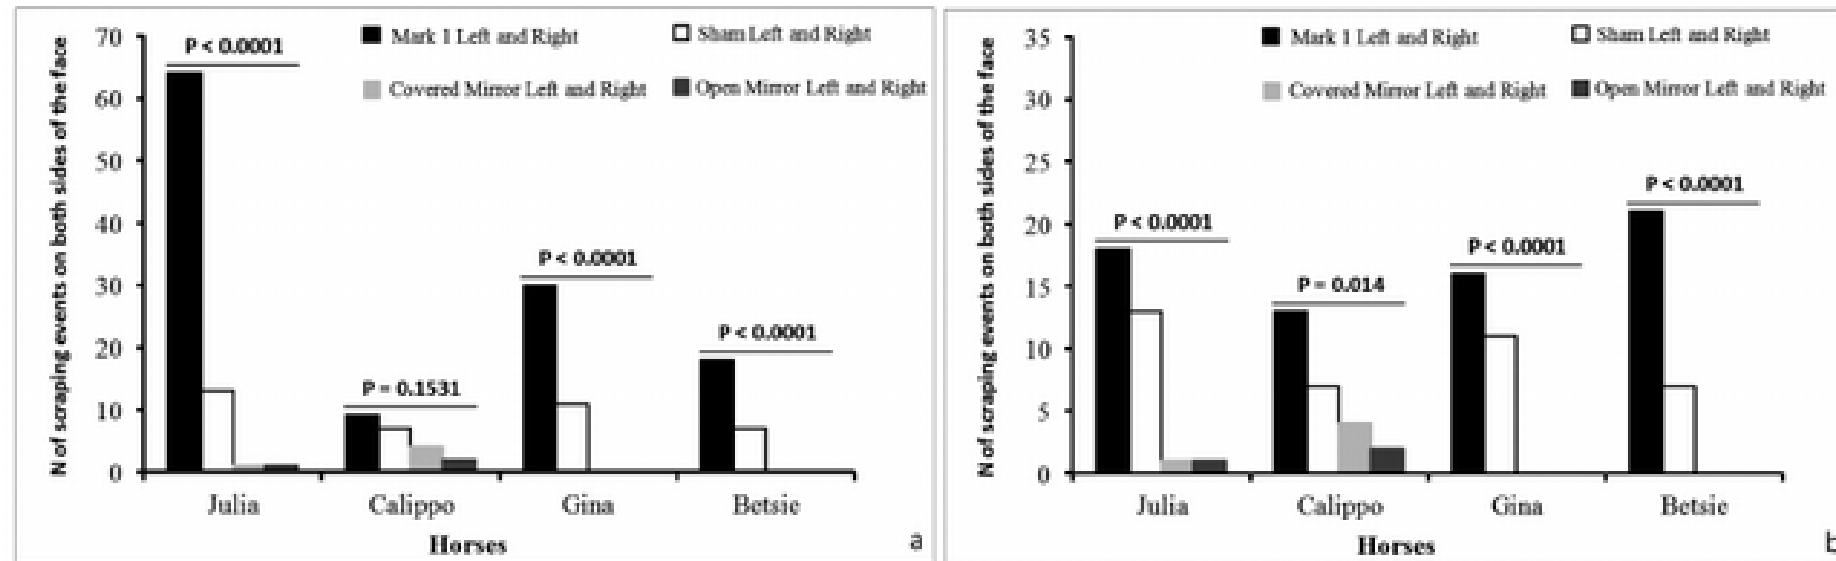 N of scraping events on both sides of the face
70
60
50
40
30
20
10
0
Mark 1 Left and Right
Sham Left and Right
Covered Mirror Left and Right
Open Mirror Left and Right
P < 0.0001
P = 0.1531
P < 0.0001
P < 0.0001
Julia
Calippo
Gina
Betsie
Horses
a
N of scraping events on both sides of the face
35
30
25
20
15
10
5
0
Mark 1 Left and Right
Sham Left and Right
Covered Mirror Left and Right
Open Mirror Left and Right
P < 0.0001
P = 0.014
P < 0.0001
P < 0.0001
Julia
Calippo
Gina
Betsie
Horses
b